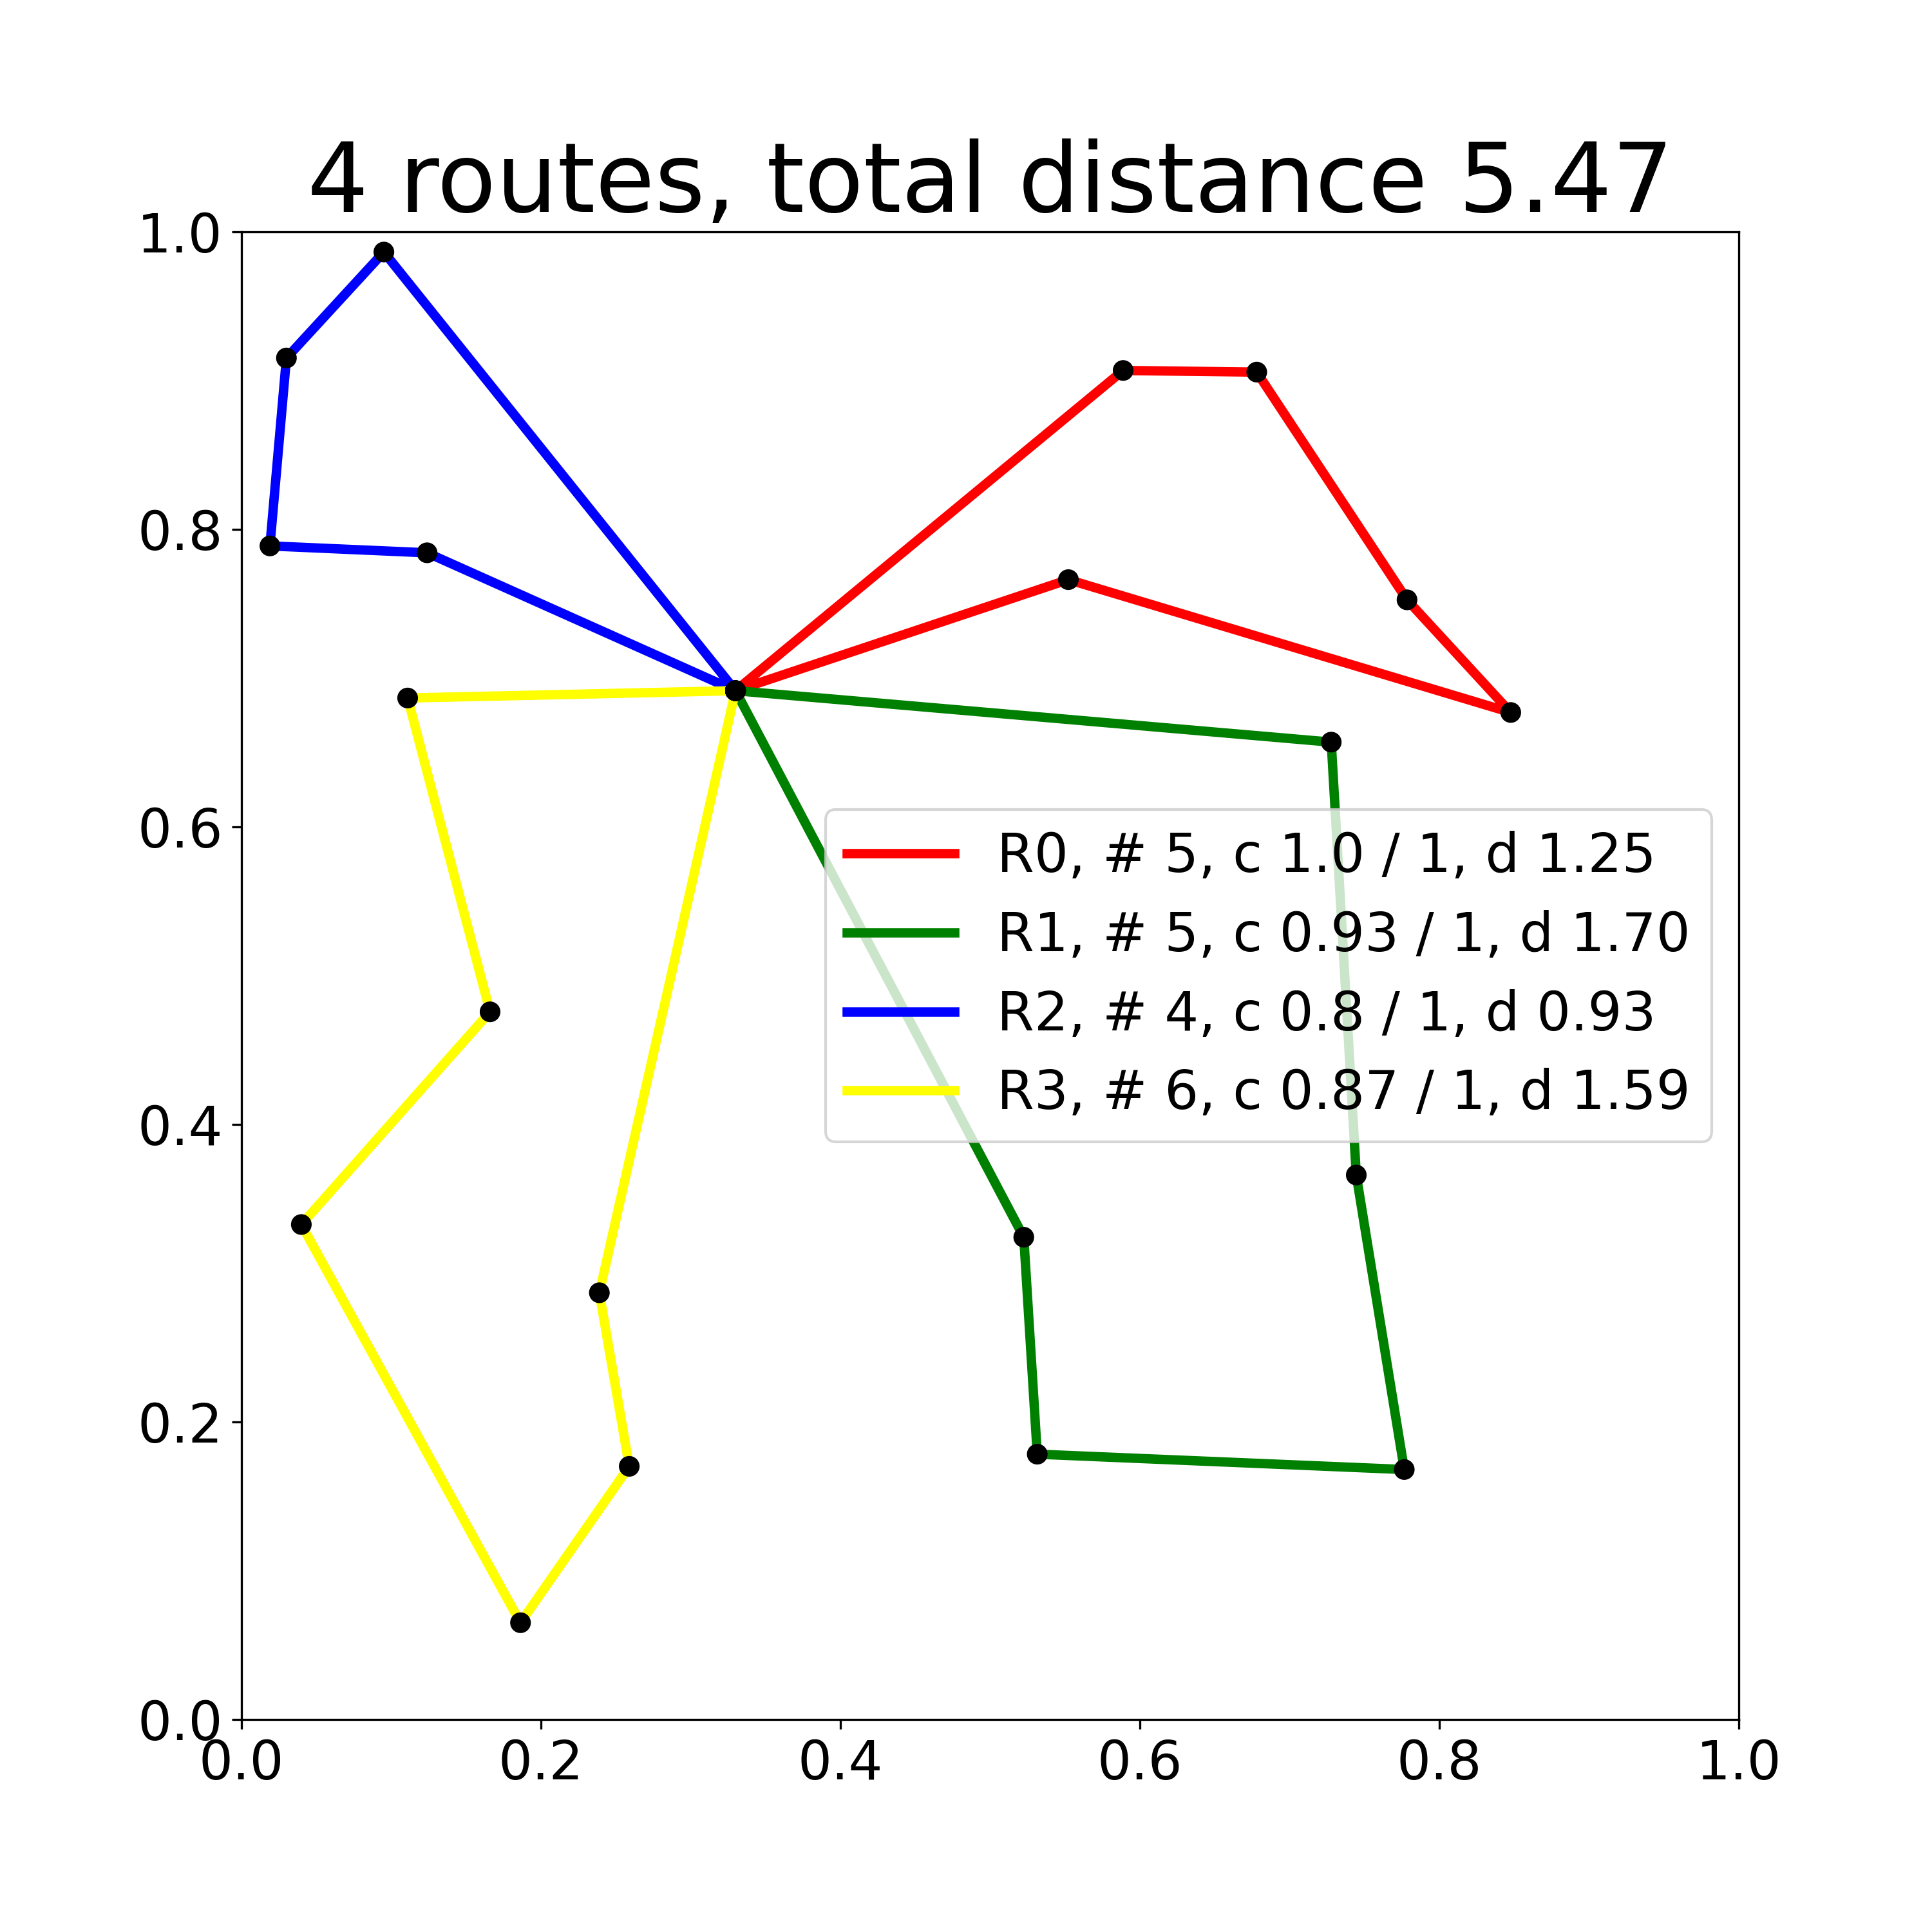 4 routes, total distance 5.47
1.0
0.8
R0, # 5, c 1.0 / 1, d 1.25
0.6
R1, # 5, c 0.93 / 1, d 1.70
R2, # 4, c 0.8 / 1, d 0.93
R3, # 6, c 0.87 / 1, d 1.59
0.4
0.2
0.0
0.0 0.2 0.4 0.6 0.8 1.0